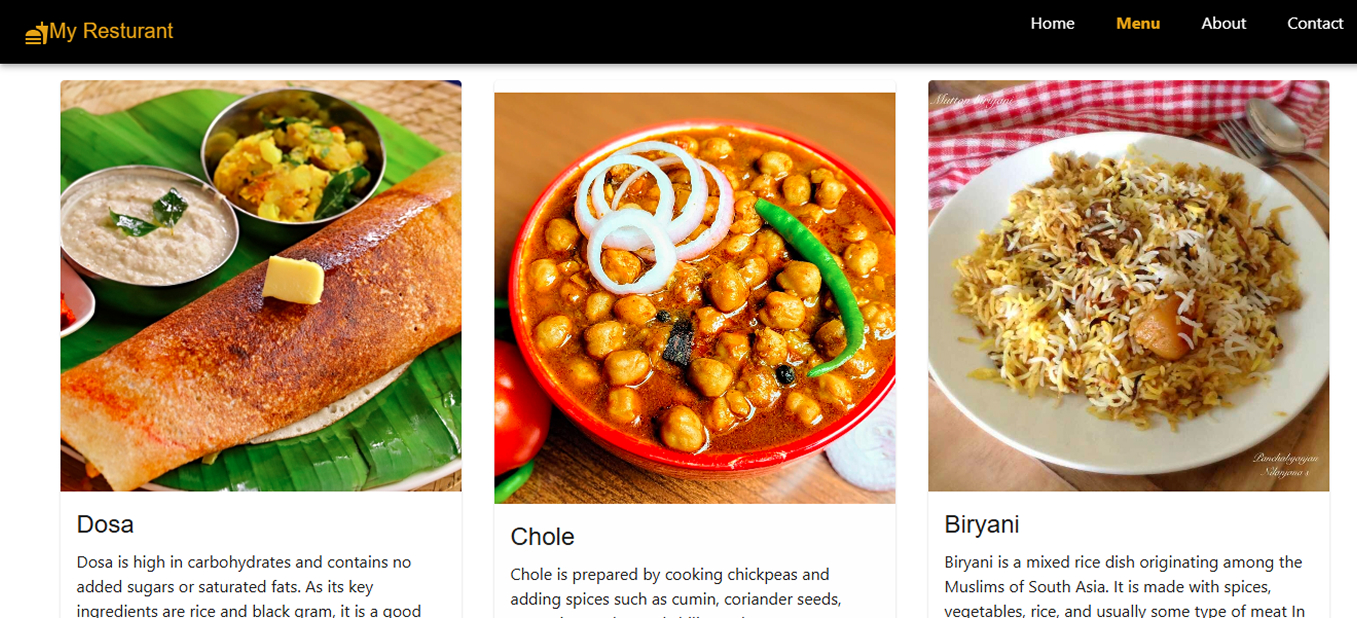 My Resturant
Home Menu About Contact
Mutton Biryani
Panchabyanjan
Nilanjana's
Dosa
Dosa is high in carbohydrates and contains no
added sugars or saturated fats. As its key
ingredients are rice and black gram, it is a good
Chole
Chole is prepared by cooking chickpeas and
adding spices such as cumin, coriander seeds,
Biryani
Biryani is a mixed rice dish originating among the
Muslims of South Asia. It is made with spices,
vegetables, rice, and usually some type of meat In